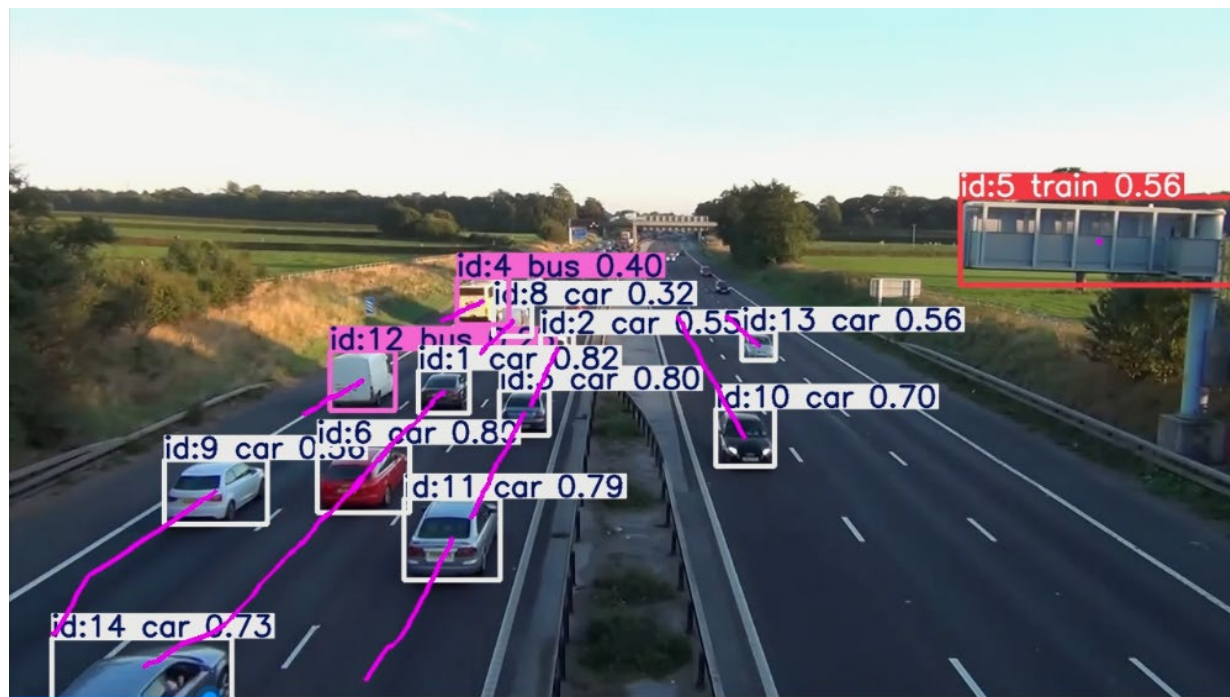 id:5 train 0.56
id:4 bus 0.40
id:8 car 0.32
id:2 car 0.55
id:13 car 0.56
id:12 bus
id:1 car 0.82
car 0.80
id:10 car 0.70
id:9 car
id:6 car
id:11 car 0.79
id:14 car 0.73